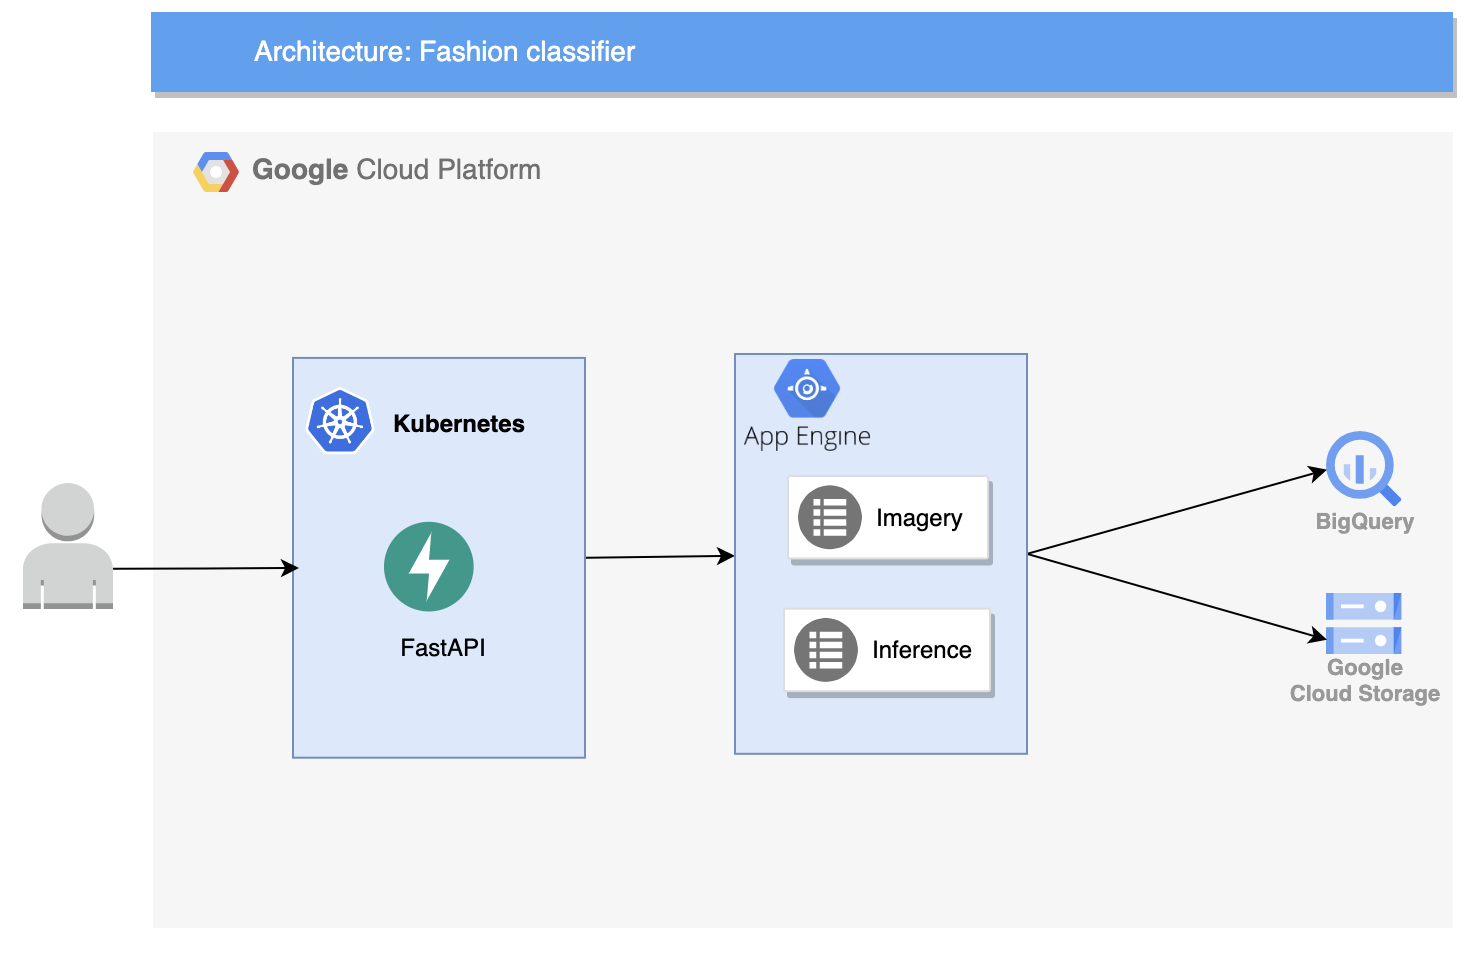 Architecture: Fashion classifier
Google Cloud Platform
Kubernetes
FastAPI
App Engine
Imagery
Inference
BigQuery
Google
Cloud Storage